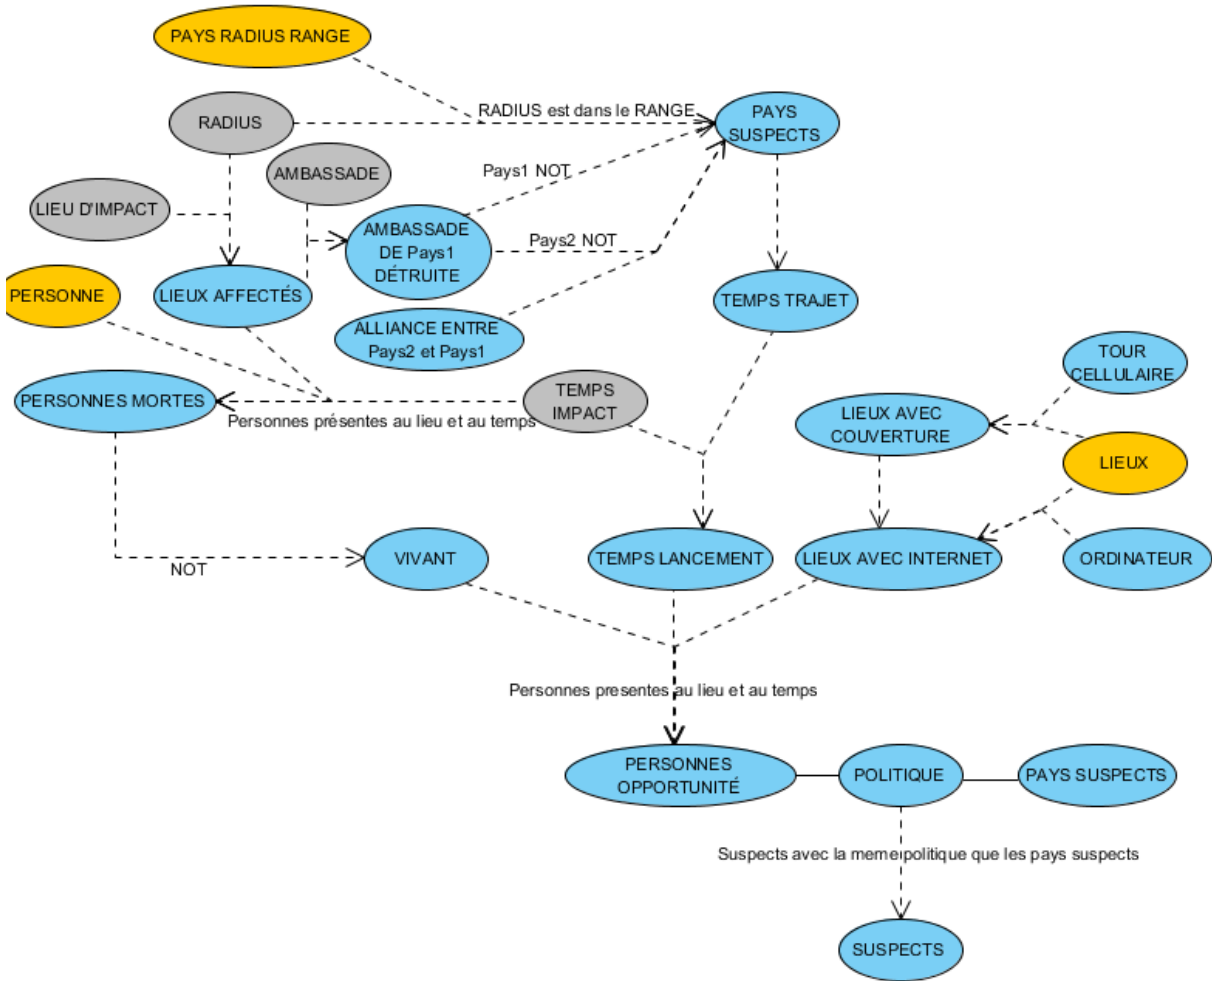 PAYS RADIUS RANGE
RADIUS est dans le RANGE
RADIUS
PAYS
SUSPECTS
AMBASSADE
Pays1 NOT
LIEU D'IMPACT
AMBASSADE
DE Pays1
DÉTRUITE
Pays2 NOT
PERSONNE
LIEUX AFFECTÉS
TEMPS TRAJET
ALLIANCE ENTRE
Pays2 et Pays1
TOUR
CELLULAIRE
PERSONNES MORTES
TEMPS
IMPACT
Personnes présentes au lieu et au temps
LIEUX AVEC
COUVERTURE
LIEUX
NOT
VIVANT
TEMPS LANCEMENT
LIEUX AVEC INTERNET
ORDINATEUR
Personnes presentes au lieu et au temps
PERSONNES
OPPORTUNITÉ
POLITIQUE
PAYS SUSPECTS
Suspects avec la meme politique que les pays suspects
SUSPECTS